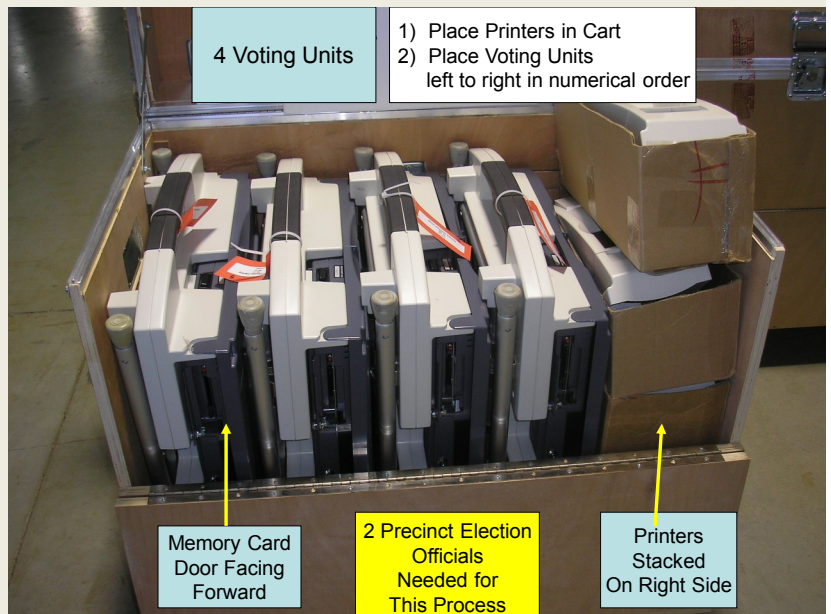 4 Voting Units
1) Place Printers in Cart
2) Place Voting Units
left to right in numerical order
Memory Card
Door Facing
Forward
2 Precinct Election
Officials
Needed for
This Process
Printers
Stacked
On Right Side